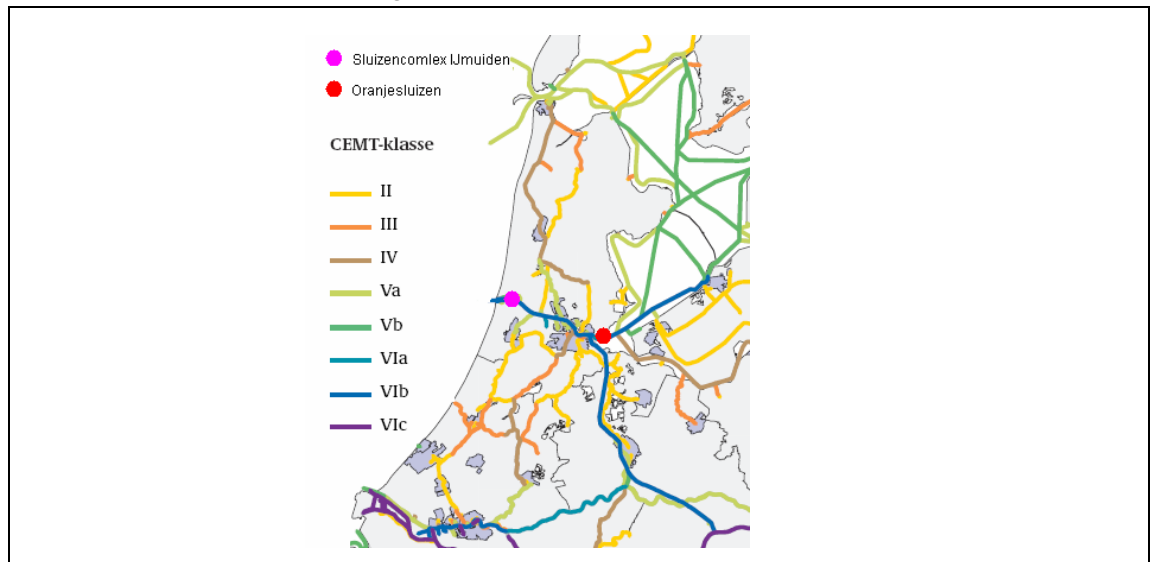 Sluizencomlex IJmuiden
Oranjesluizen
CEMT-klasse
II
III
IV
Va
Vb
VIa
VIb
VIc